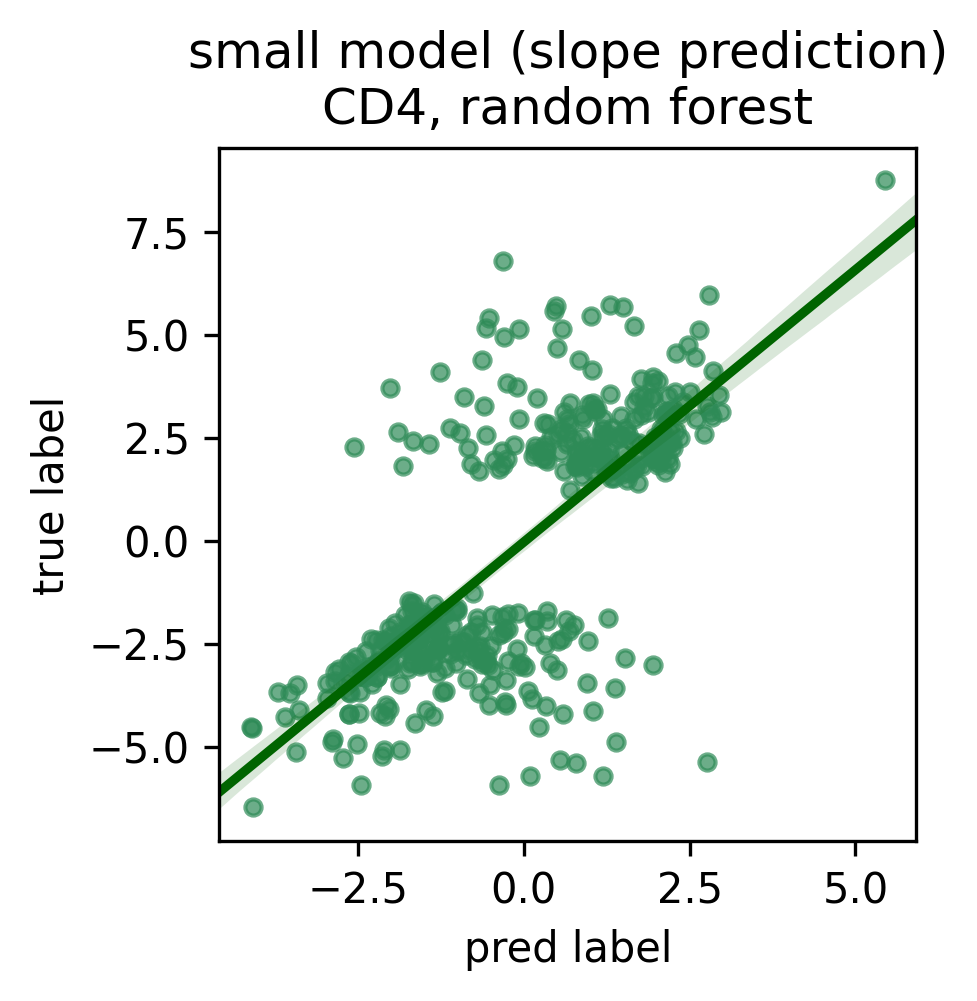 small model (slope prediction)
CD4, random forest
7.5
5.0
2.5
0.0
−2.5
−5.0
true label
−2.5 0.0 2.5 5.0
pred label